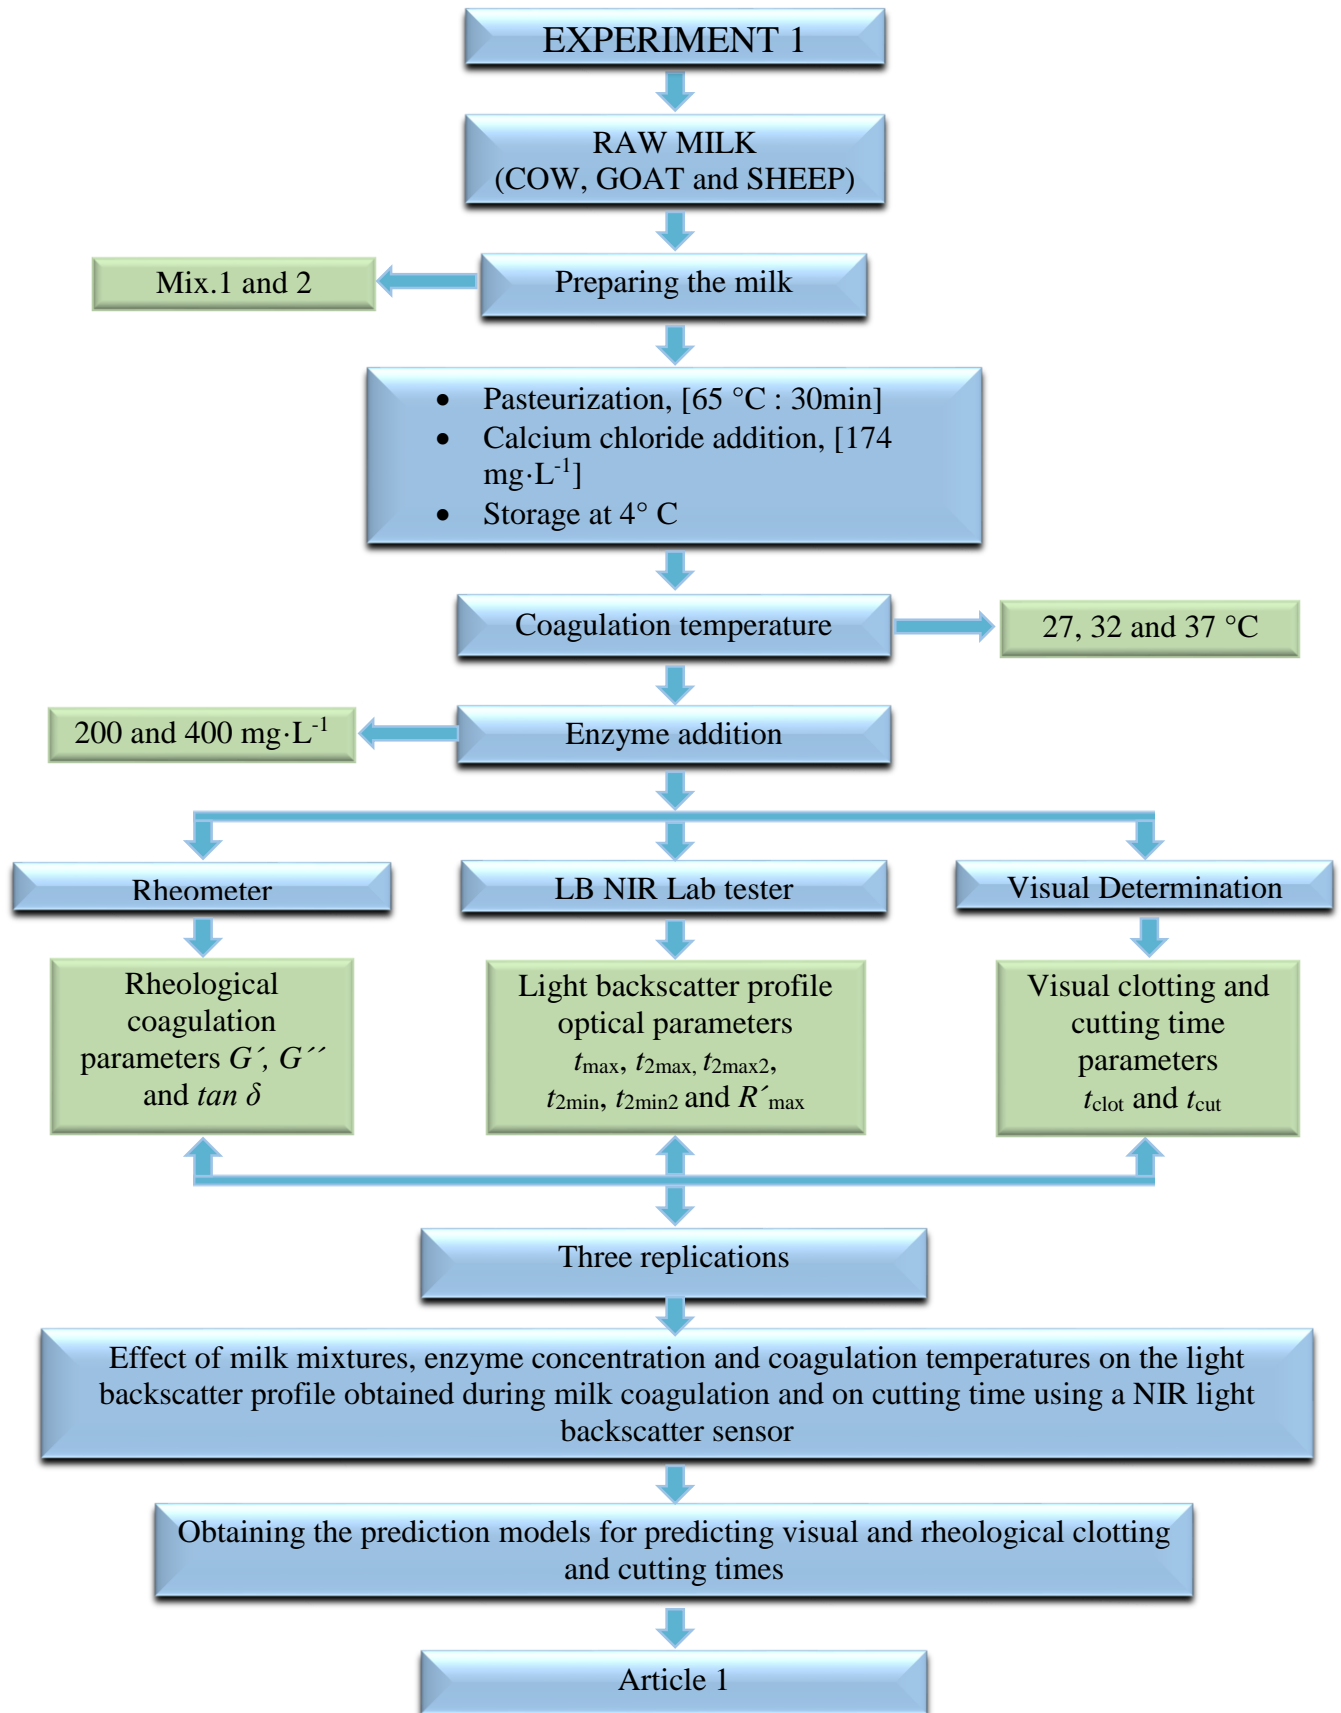 EXPERIMENT 1
RAW MILK
(COW, GOAT and SHEEP)
Mix.1 and 2
Preparing the milk
• Pasteurization, [65 °C : 30min]
• Calcium chloride addition, [174
mg·L⁻¹]
• Storage at 4° C
Coagulation temperature
27, 32 and 37 °C
200 and 400 mg·L⁻¹
Enzyme addition
Rheometer
LB NIR Lab tester
Visual Determination
Rheological
coagulation
parameters G´, G´´
and tan δ
Light backscatter profile
optical parameters
tmax, t2max, t2max2,
t2min, t2min2 and R´max
Visual clotting and
cutting time
parameters
tclot and tcut
Three replications
Effect of milk mixtures, enzyme concentration and coagulation temperatures on the light
backscatter profile obtained during milk coagulation and on cutting time using a NIR light
backscatter sensor
Obtaining the prediction models for predicting visual and rheological clotting
and cutting times
Article 1